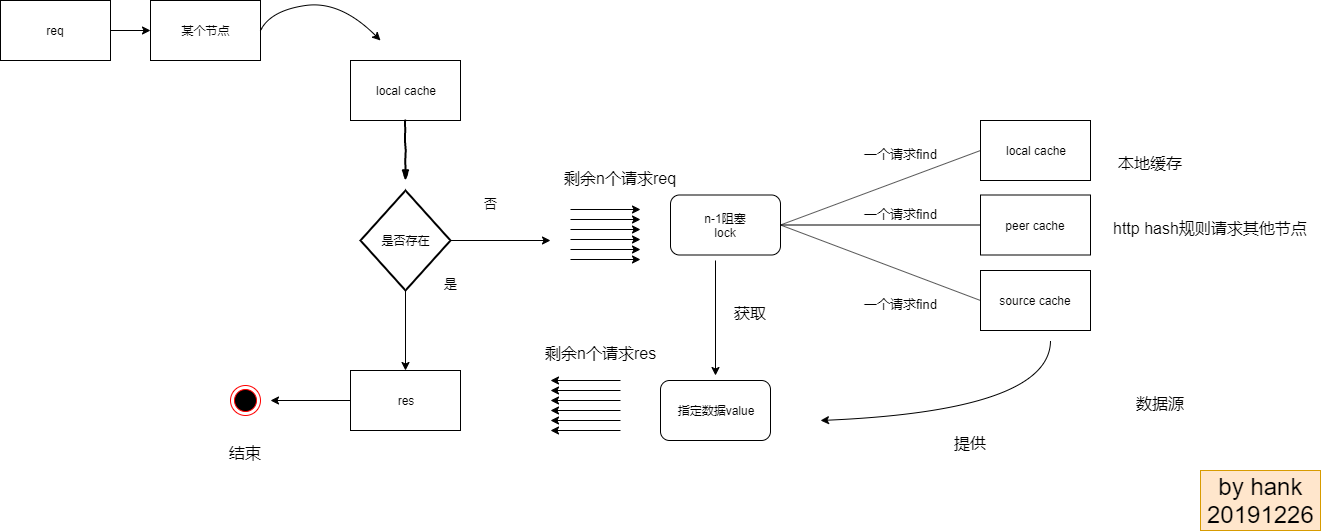 req
某个节点
local cache
是否存在
否
是
res
结束
剩余n个请求req
n-1阻塞
lock
一个请求find
一个请求find
一个请求find
local cache
本地缓存
peer cache
http hash规则请求其他节点
source cache
获取
剩余n个请求res
指定数据value
提供
数据源
by hank
20191226